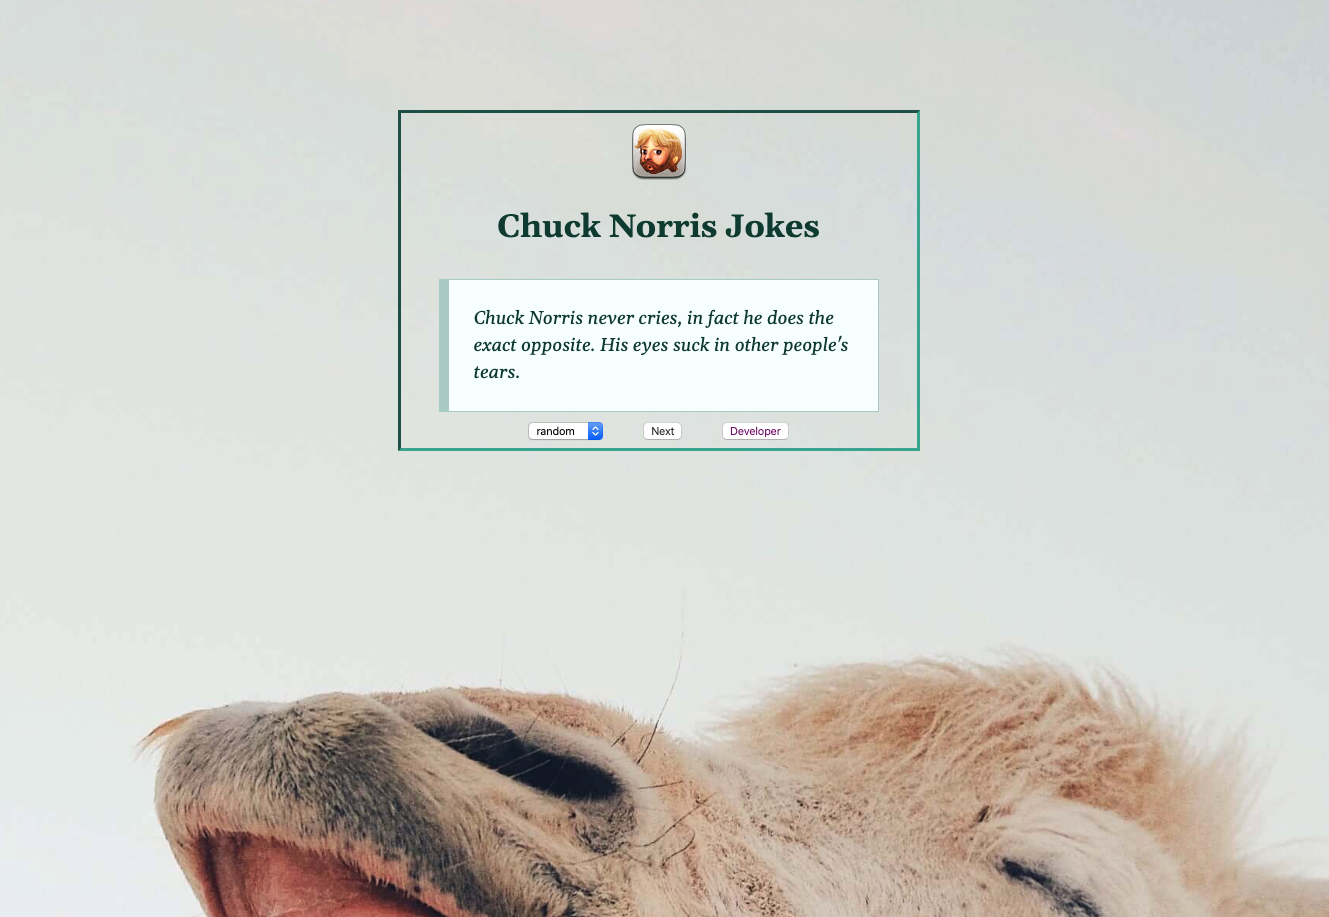 Chuck Norris Jokes
Chuck Norris never cries, in fact he does the
exact opposite. His eyes suck in other people's
tears.
random
Next
Developer